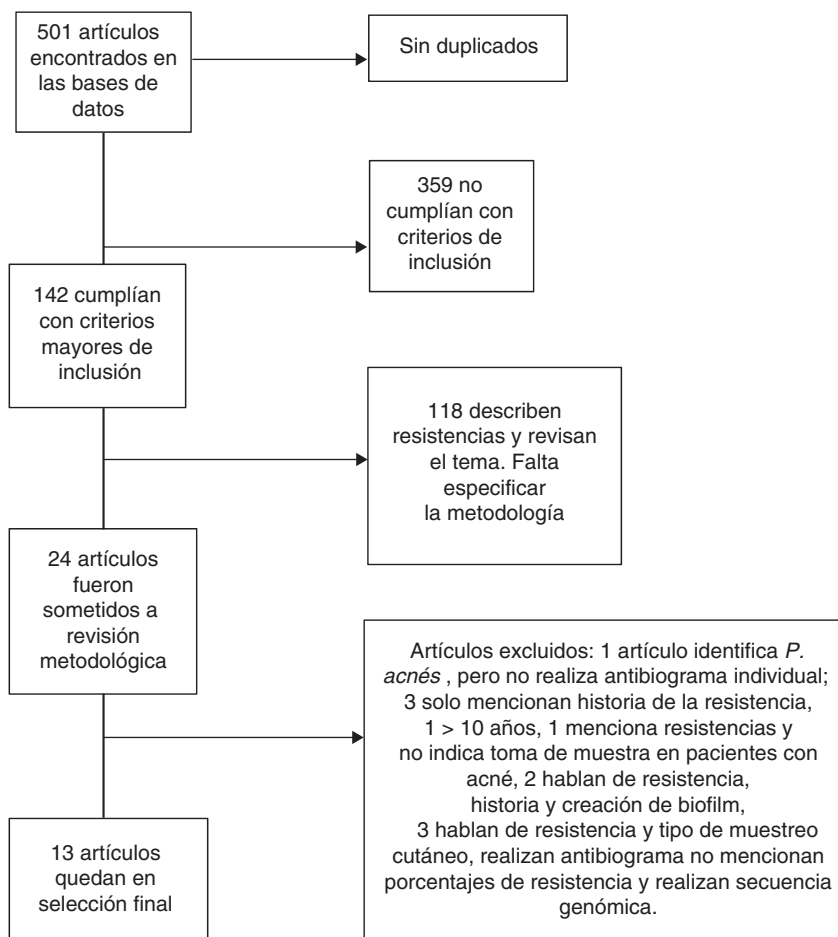 501 artículos
encontrados en
las bases de
datos
Sin duplicados
359 no
cumplían con
criterios de
inclusión
142 cumplían
con criterios
mayores de
inclusión
118 describen
resistencias y revisan
el tema. Falta
especificar
la metodología
24 artículos
fueron
sometidos a
revisión
metodológica
Artículos excluidos: 1 artículo identifica P.
acnés , pero no realiza antibiograma individual;
3 solo mencionan historia de la resistencia,
1 > 10 años, 1 menciona resistencias y
no indica toma de muestra en pacientes con
acné, 2 hablan de resistencia,
historia y creación de biofilm,
3 hablan de resistencia y tipo de muestreo
cutáneo, realizan antibiograma no mencionan
porcentajes de resistencia y realizan secuencia
genómica.
13 artículos
quedan en
selección final